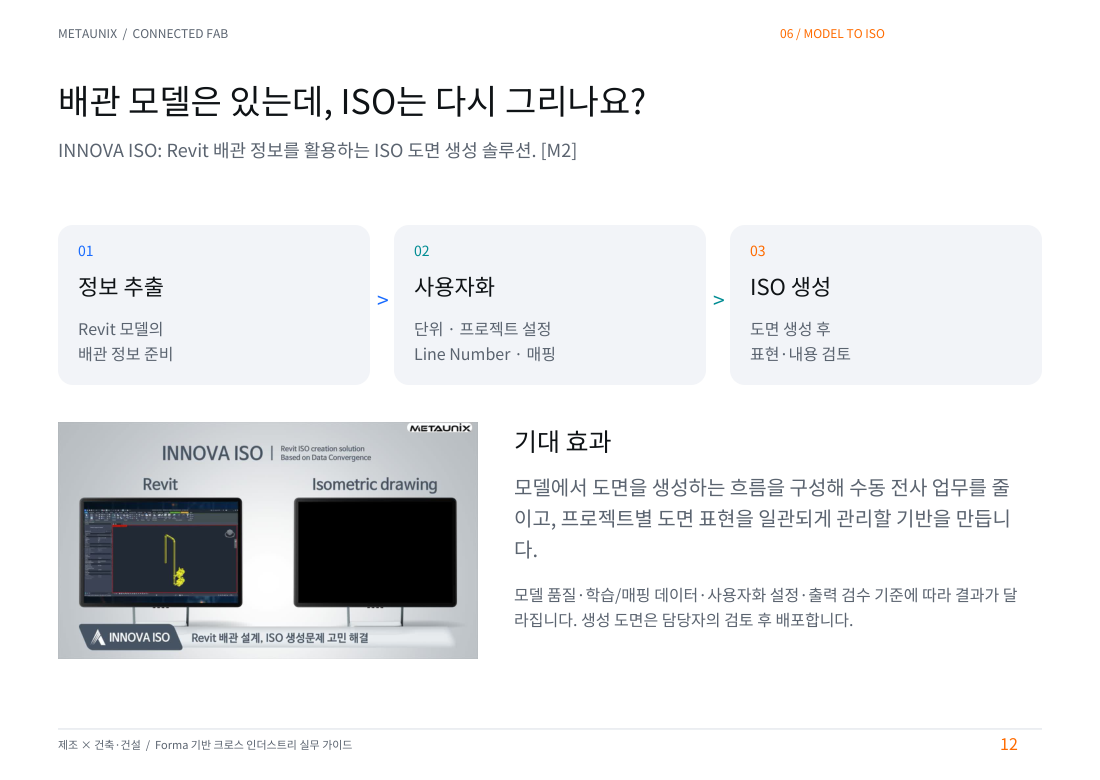 METAUNIX / CONNECTED FAB
06 / MODEL TO ISO
배관 모델은 있는데, ISO는 다시 그리나요?
INNOVA ISO: Revit 배관 정보를 활용하는 ISO 도면 생성 솔루션. [M2]
01
정보 추출
Revit 모델의
배관 정보 준비
>
02
사용자화
단위 · 프로젝트 설정
Line Number · 매핑
>
03
ISO 생성
도면 생성 후
표현·내용 검토
METAUNIX
INNOVA ISO | Revit ISO creation solution
Based on Data Convergence
Revit
Isometric drawing
INNOVA ISO
Revit 배관 설계, ISO 생성문제 고민 해결
기대 효과
모델에서 도면을 생성하는 흐름을 구성해 수동 전사 업무를 줄
이고, 프로젝트별 도면 표현을 일관되게 관리할 기반을 만듭니
다.
모델 품질·학습/매핑 데이터·사용자화 설정·출력 검수 기준에 따라 결과가 달
라집니다. 생성 도면은 담당자의 검토 후 배포합니다.
제조 × 건축·건설 / Forma 기반 크로스 인더스트리 실무 가이드
12